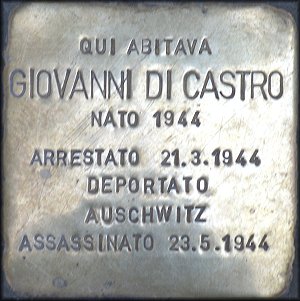 QUI ABITAVA
GIOVANNI DI CASTRO
NATO 1944
ARRESTATO 21.3.1944
DEPORTATO
AUSCHWITZ
ASSASSINATO 23.5.1944